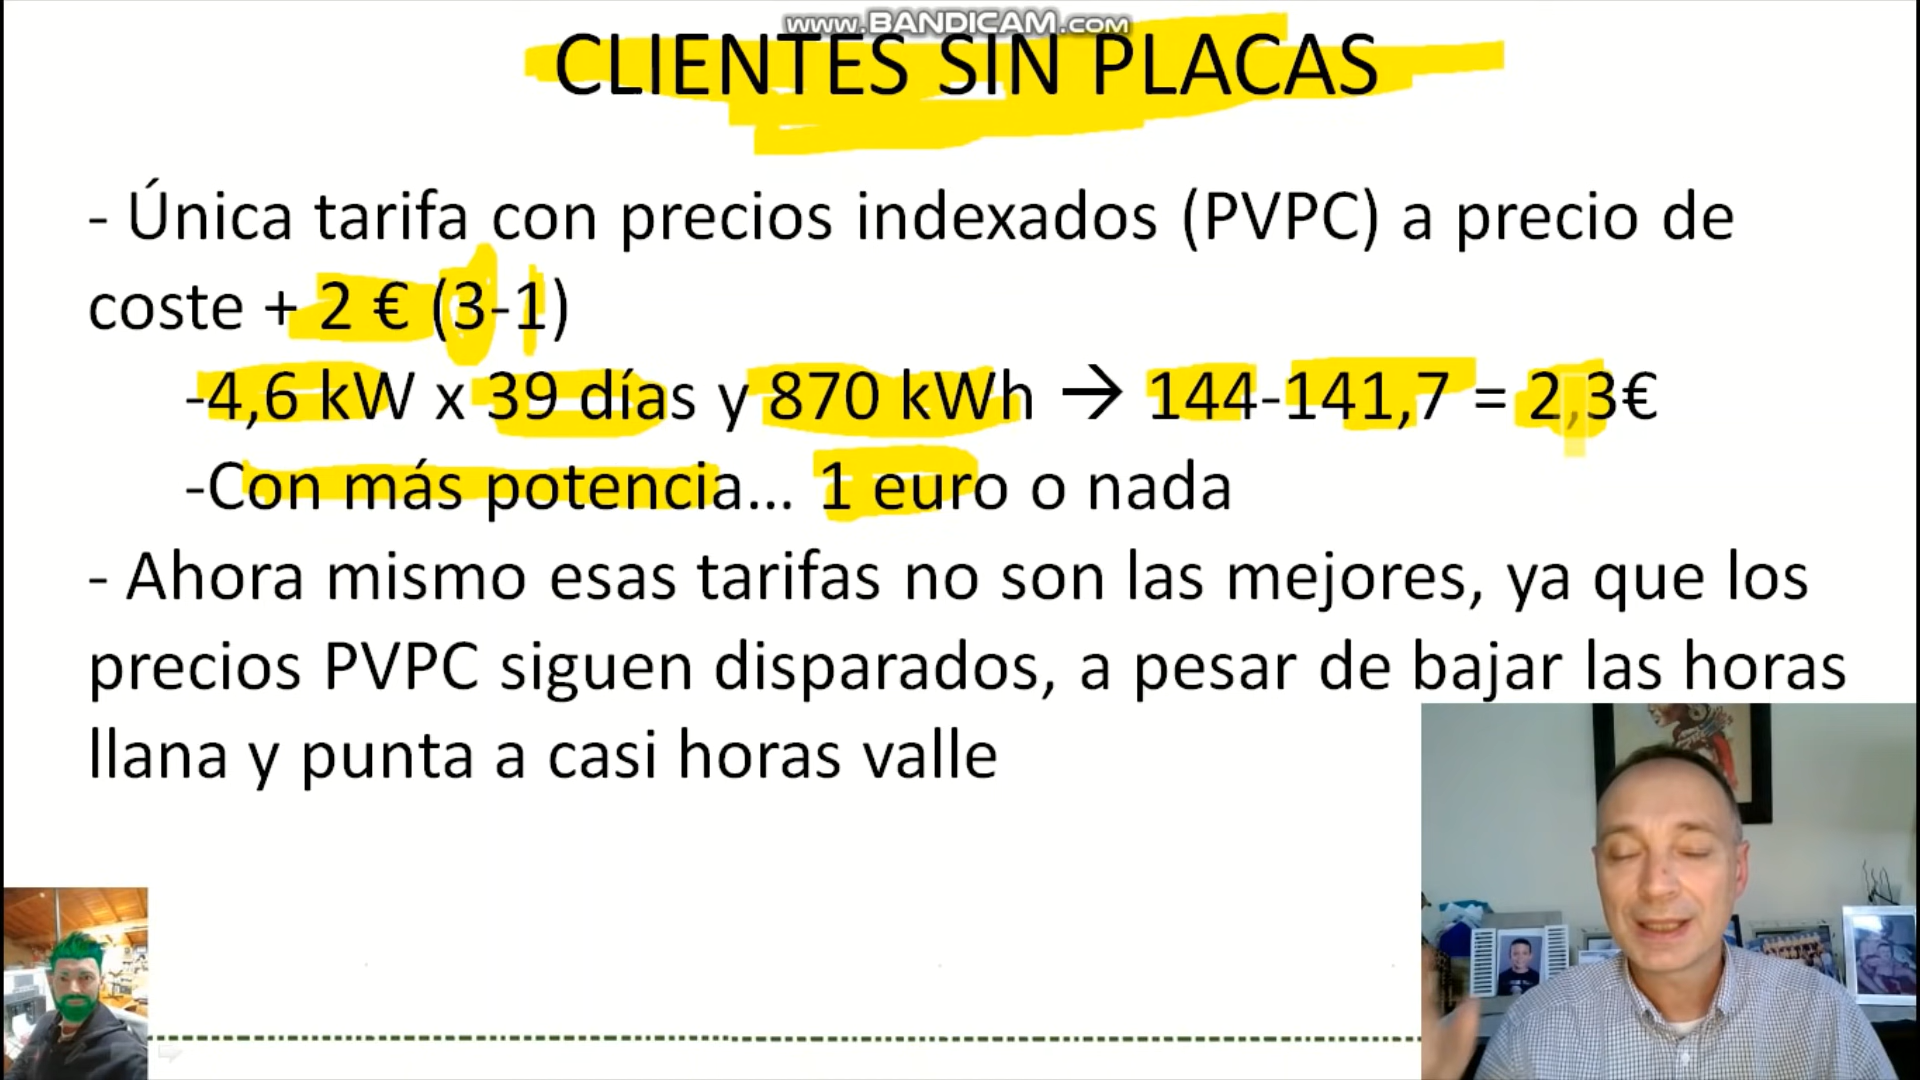 www.BANDICAM.com
CLIENTES SIN PLACAS
- Única tarifa con precios indexados (PVPC) a precio de
coste + 2 € (3-1)
-4,6 kW x 39 días y 870 kWh → 144-141,7 = 2,3€
-Con más potencia... 1 euro o nada
- Ahora mismo esas tarifas no son las mejores, ya que los
precios PVPC siguen disparados, a pesar de bajar las horas
llana y punta a casi horas valle